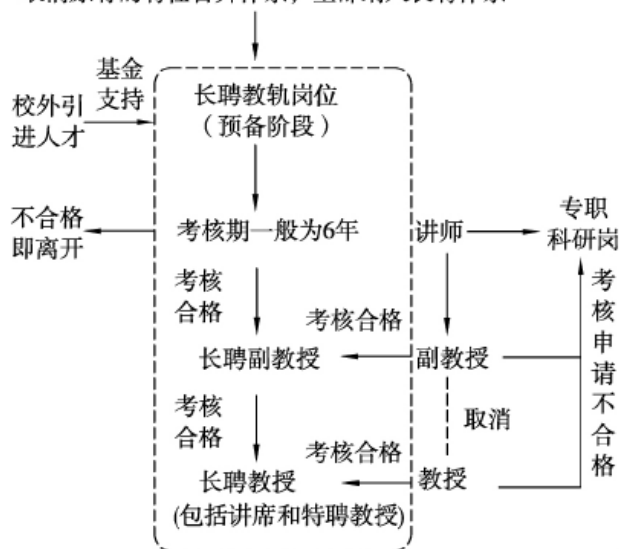 基金
支持
校外引
进人才
长聘教轨岗位
(预备阶段)
不合格
即离开
考核期一般为6年
讲师
专职
科研岗
考核
合格
考核合格
长聘副教授
副教授
考核申请不合格
考核
合格
取消
考核合格
长聘教授
教授
(包括讲席和特聘教授)